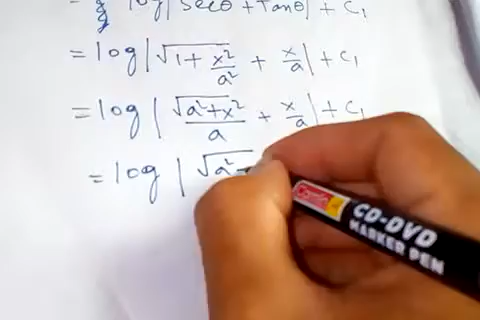 log|secθ + Tanθ| + C₁
= log|√(1 + x²/a²) + x/a| + C₁
= log|√(a²+x²)/a + x/a| + C₁
= log|√a²
CD-DVD
MARKER PEN